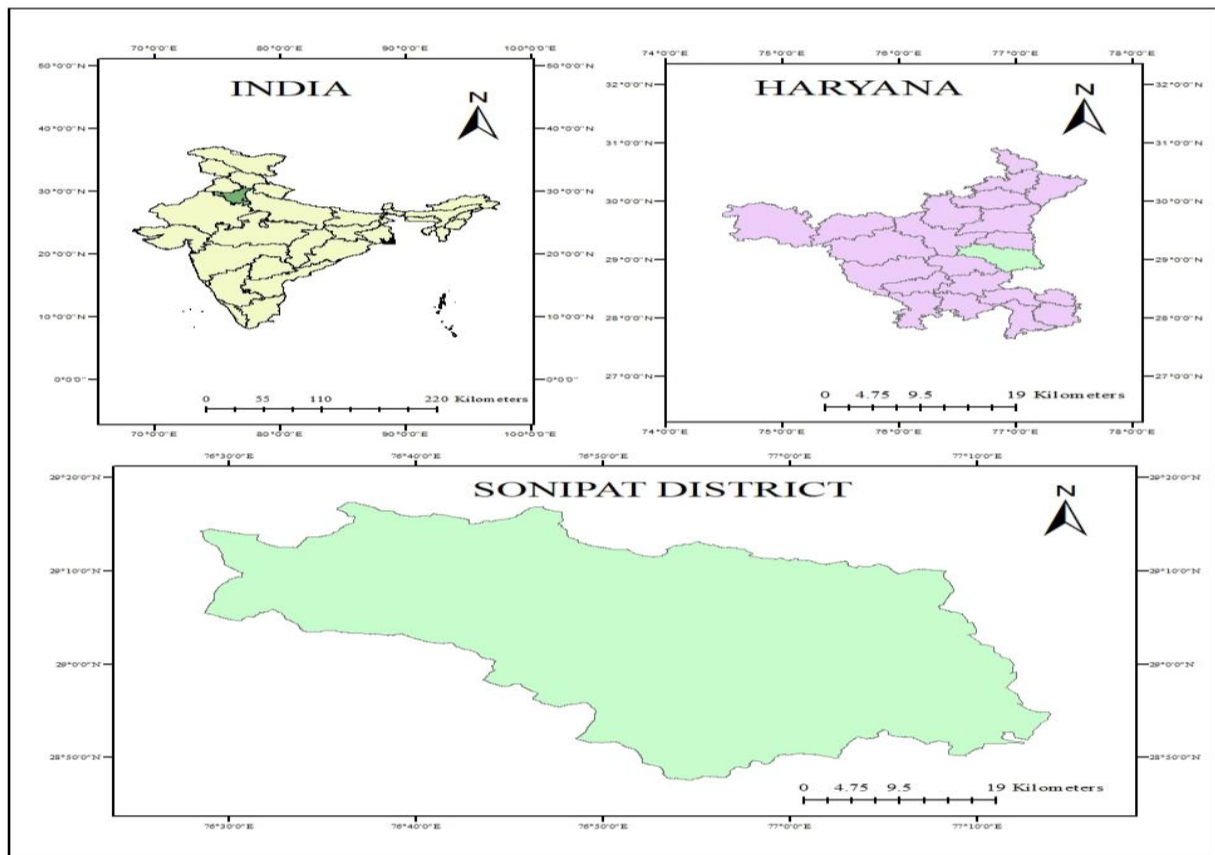 70°0'0"E 80°0'0"E 90°0'0"E 100°0'0"E
INDIA
N
50°0'0"N 50°0'0"N
40°0'0"N 40°0'0"N
30°0'0"N 30°0'0"N
20°0'0"N 20°0'0"N
10°0'0"N 10°0'0"N
0°0'0" 0°0'0"
0 55 110 220 Kilometers
70°0'0"E 80°0'0"E 90°0'0"E 100°0'0"E
74°0'0"E 75°0'0"E 76°0'0"E 77°0'0"E 78°0'0"E
HARYANA
N
32°0'0"N 32°0'0"N
31°0'0"N 31°0'0"N
30°0'0"N 30°0'0"N
29°0'0"N 29°0'0"N
28°0'0"N 28°0'0"N
27°0'0"N 27°0'0"N
0 4.75 9.5 19 Kilometers
74°0'0"E 75°0'0"E 76°0'0"E 77°0'0"E 78°0'0"E
76°30'0"E 76°40'0"E 76°50'0"E 77°0'0"E 77°10'0"E
SONIPAT DISTRICT
N
29°20'0"N 29°20'0"N
29°10'0"N 29°10'0"N
29°0'0"N 29°0'0"N
28°50'0"N 28°50'0"N
0 4.75 9.5 19 Kilometers
76°30'0"E 76°40'0"E 76°50'0"E 77°0'0"E 77°10'0"E